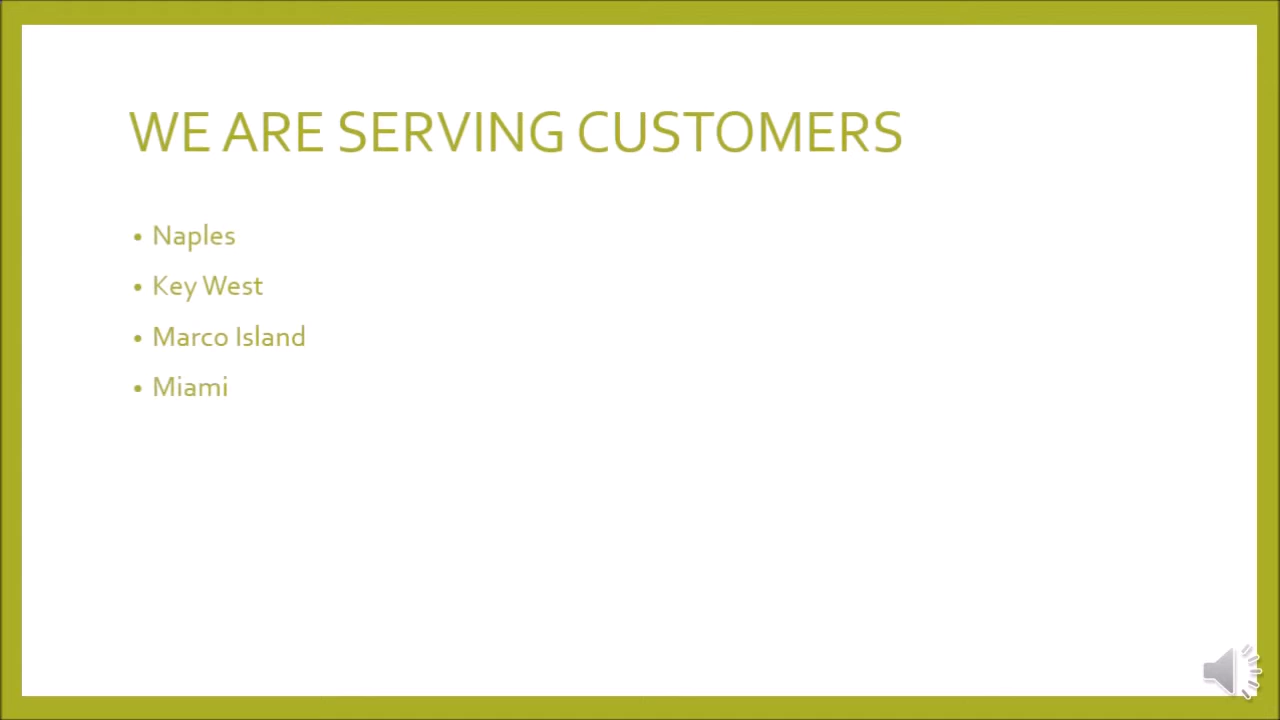 WE ARE SERVING CUSTOMERS
• Naples
• Key West
• Marco Island
• Miami